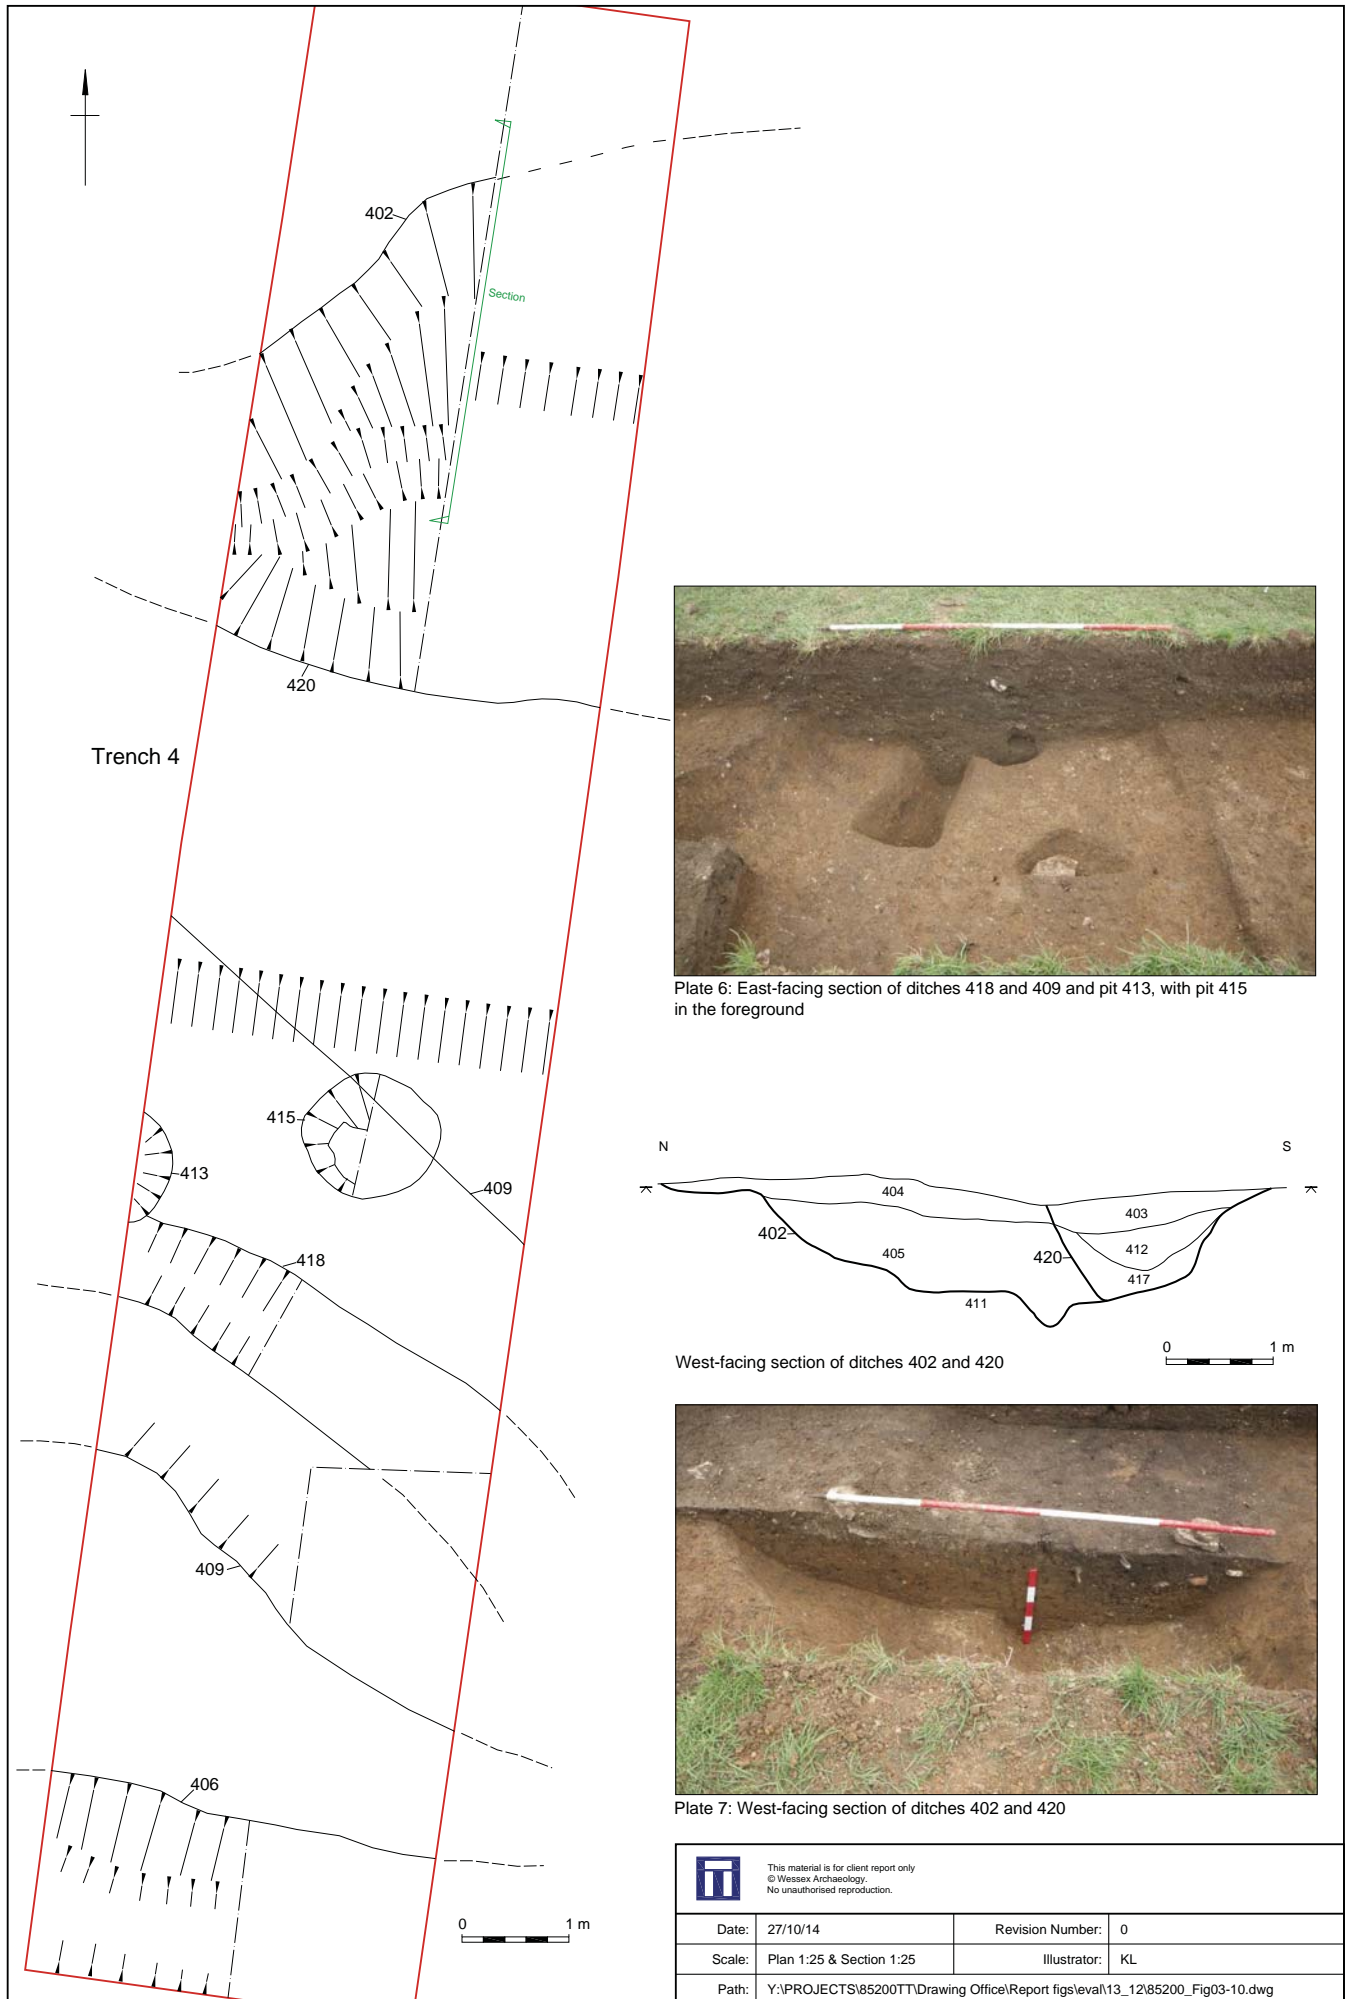 402
Section
420
Trench 4
415
413
409
418
409
406
0 1 m
Plate 6: East-facing section of ditches 418 and 409 and pit 413, with pit 415
in the foreground
N S
404
403
402
405
412
420
417
411
0 1 m
West-facing section of ditches 402 and 420
Plate 7: West-facing section of ditches 402 and 420
This material is for client report only
© Wessex Archaeology.
No unauthorised reproduction.
Date: 27/10/14 Revision Number: 0
Scale: Plan 1:25 & Section 1:25 Illustrator: KL
Path: Y:\PROJECTS\85200TT\Drawing Office\Report figs\eval\13_12\85200_Fig03-10.dwg